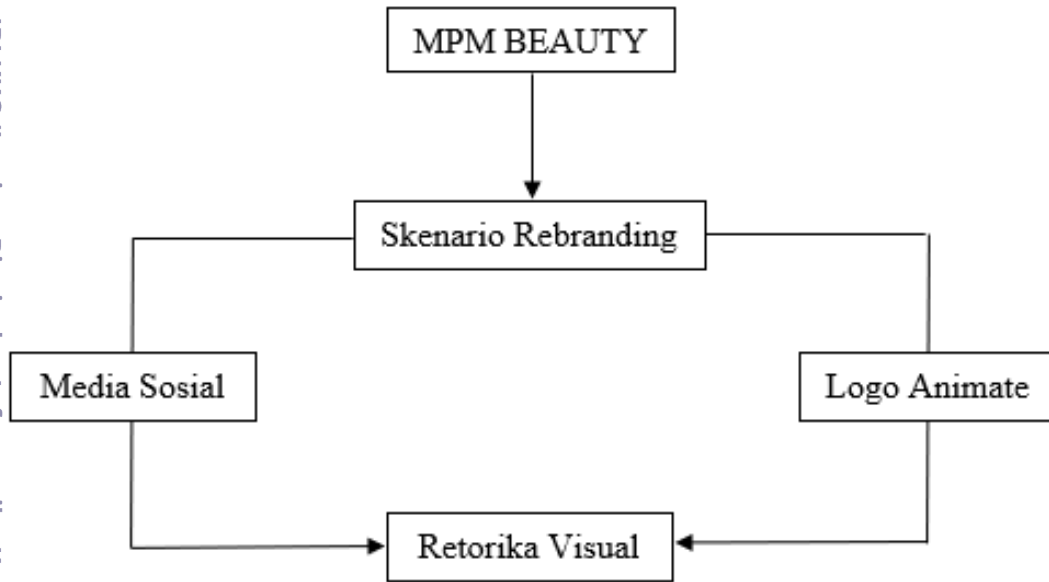 MPM BEAUTY
Skenario Rebranding
Media Sosial
Logo Animate
Retorika Visual